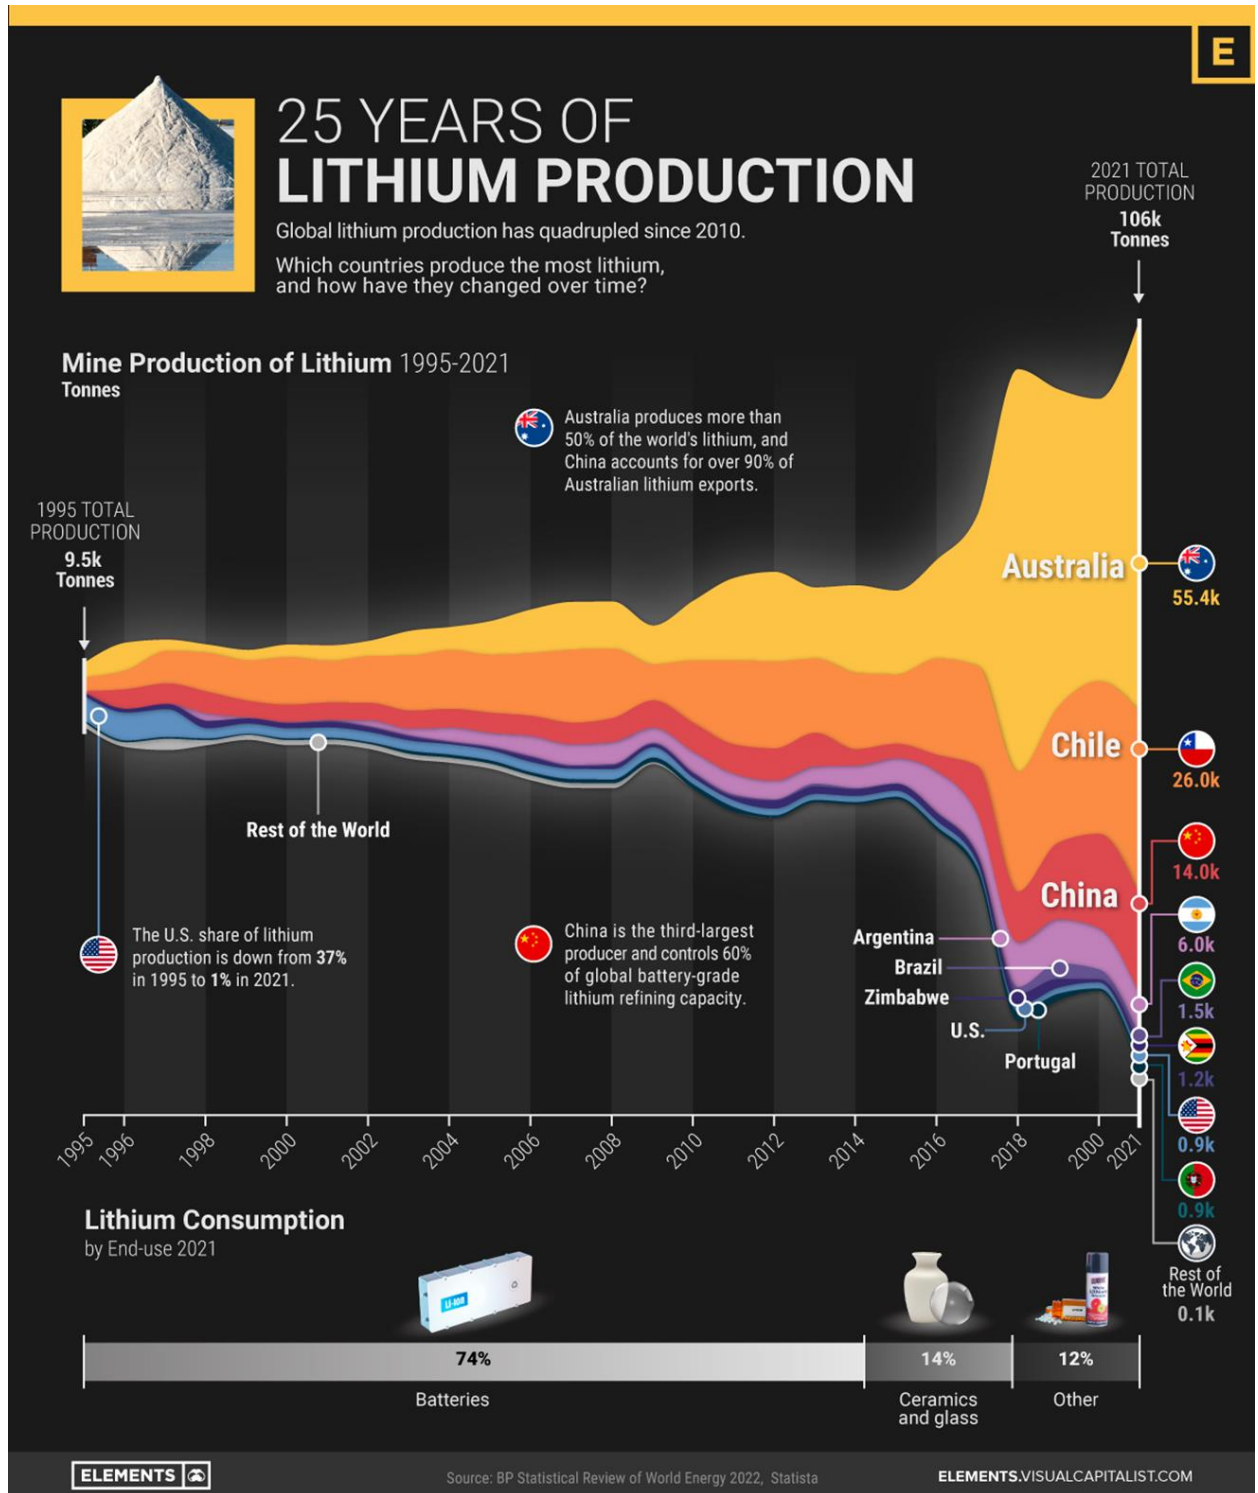 E
25 YEARS OF
LITHIUM PRODUCTION
Global lithium production has quadrupled since 2010.
Which countries produce the most lithium,
and how have they changed over time?
2021 TOTAL
PRODUCTION
106k
Tonnes
Mine Production of Lithium 1995-2021
Tonnes
Australia produces more than
50% of the world's lithium, and
China accounts for over 90% of
Australian lithium exports.
1995 TOTAL
PRODUCTION
9.5k
Tonnes
Australia
55.4k
Chile
26.0k
Rest of the World
China
14.0k
The U.S. share of lithium
production is down from 37%
in 1995 to 1% in 2021.
China is the third-largest
producer and controls 60%
of global battery-grade
lithium refining capacity.
Argentina
Brazil
Zimbabwe
U.S.
Portugal
6.0k
1.5k
1.2k
0.9k
0.9k
Rest of
the World
0.1k
1995 1996 1998 2000 2002 2004 2006 2008 2010 2012 2014 2016 2018 2000 2021
Lithium Consumption
by End-use 2021
LI-ION
74% 14% 12%
Batteries
Ceramics
and glass
Other
ELEMENTS
Source: BP Statistical Review of World Energy 2022, Statista
ELEMENTS.VISUALCAPITALIST.COM